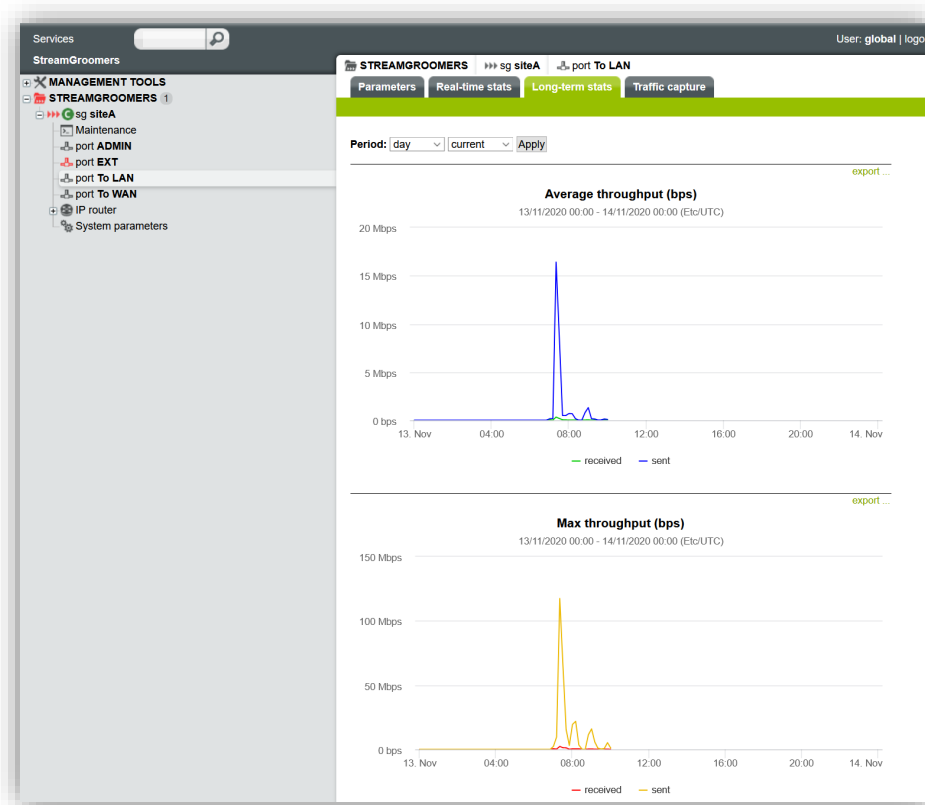 Services
User: global | logo
StreamGroomers
MANAGEMENT TOOLS
STREAMGROOMERS 1
sg siteA
Maintenance
port ADMIN
port EXT
port To LAN
port To WAN
IP router
System parameters
STREAMGROOMERS sg siteA port To LAN
Parameters Real-time stats Long-term stats Traffic capture
Period: day current Apply
export ...
Average throughput (bps)
13/11/2020 00:00 - 14/11/2020 00:00 (Etc/UTC)
20 Mbps
15 Mbps
10 Mbps
5 Mbps
0 bps
13. Nov 04:00 08:00 12:00 16:00 20:00 14. Nov
received sent
export ...
Max throughput (bps)
13/11/2020 00:00 - 14/11/2020 00:00 (Etc/UTC)
150 Mbps
100 Mbps
50 Mbps
0 bps
13. Nov 04:00 08:00 12:00 16:00 20:00 14. Nov
received sent